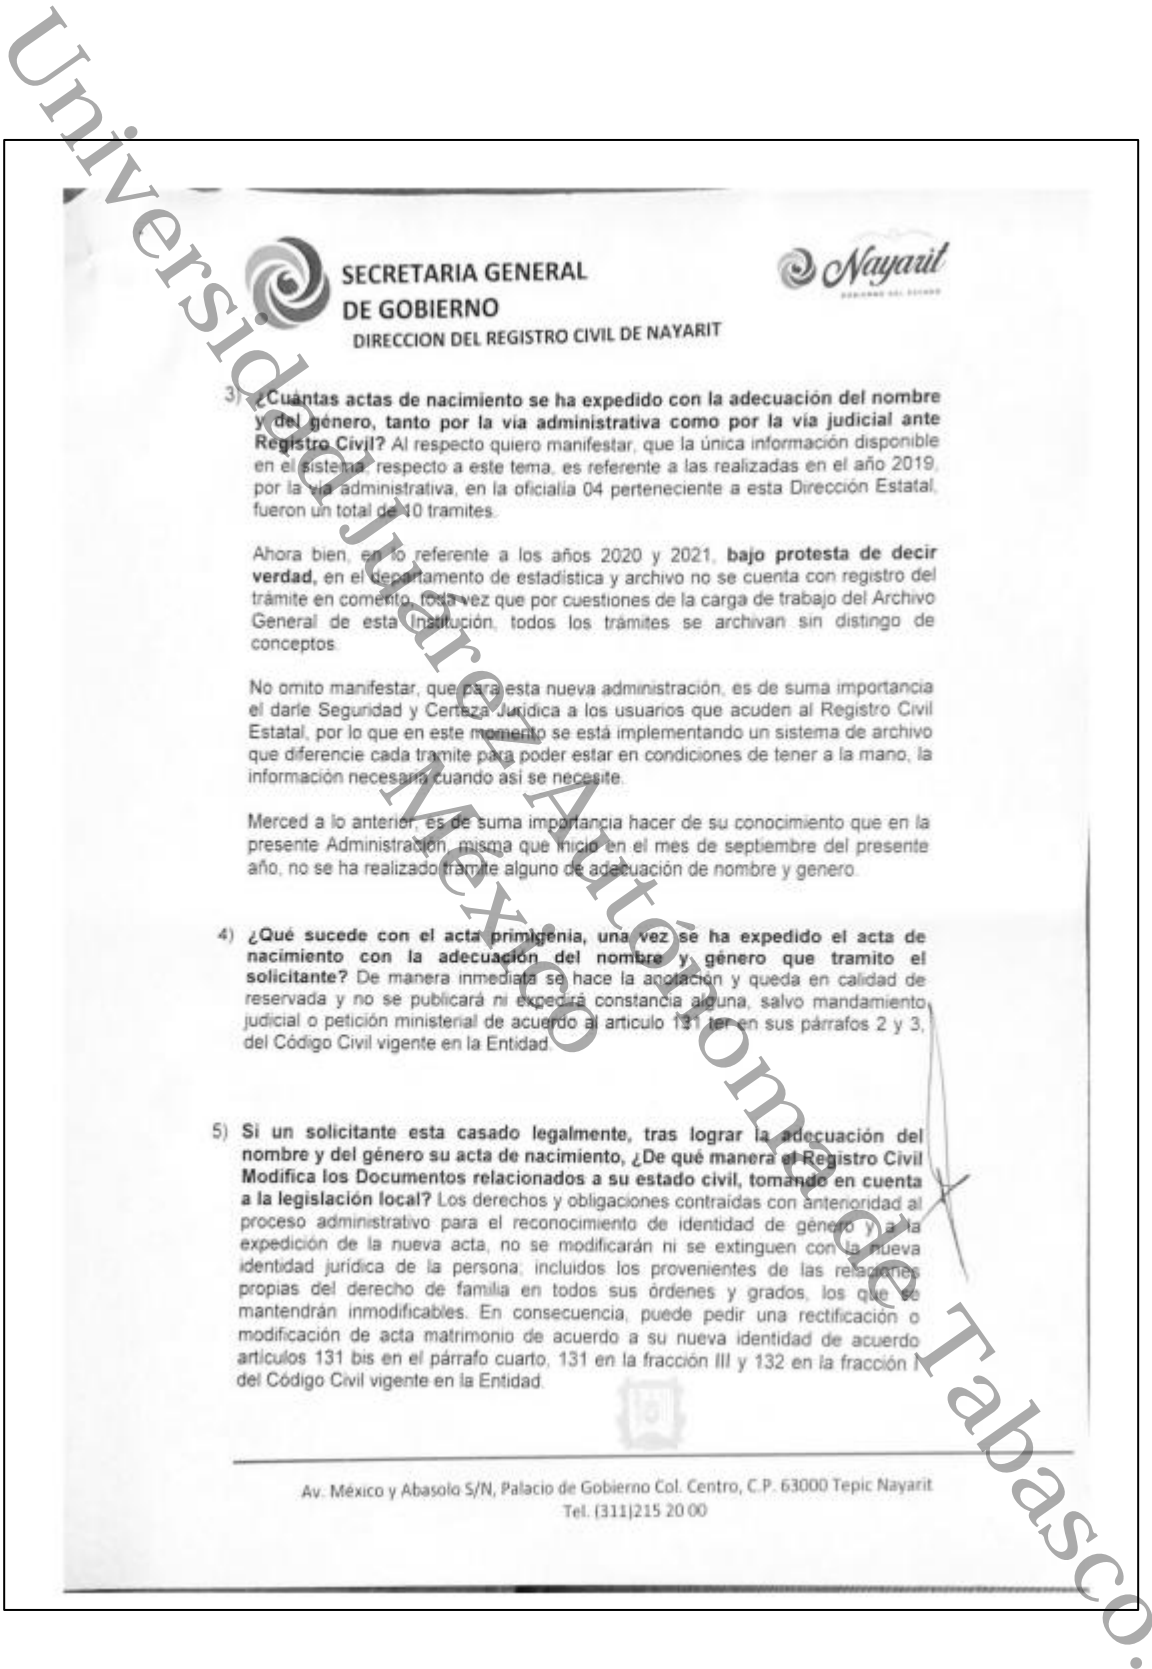 SECRETARIA GENERAL
DE GOBIERNO
DIRECCION DEL REGISTRO CIVIL DE NAYARIT
Nayarit
GOBIERNO DEL ESTADO
3) ¿Cuántas actas de nacimiento se ha expedido con la adecuación del nombre
y del género, tanto por la vía administrativa como por la vía judicial ante
Registro Civil? Al respecto quiero manifestar, que la única información disponible
en el sistema, respecto a este tema, es referente a las realizadas en el año 2019,
por la vía administrativa, en la oficialía 04 perteneciente a esta Dirección Estatal,
fueron un total de 10 tramites.
Ahora bien, en lo referente a los años 2020 y 2021, bajo protesta de decir
verdad, en el departamento de estadística y archivo no se cuenta con registro del
trámite en comento, toda vez que por cuestiones de la carga de trabajo del Archivo
General de esta Institución, todos los trámites se archivan sin distingo de
conceptos.
No omito manifestar, que para esta nueva administración, es de suma importancia
el darle Seguridad y Certeza Jurídica a los usuarios que acuden al Registro Civil
Estatal, por lo que en este momento se está implementando un sistema de archivo
que diferencie cada tramite para poder estar en condiciones de tener a la mano, la
información necesaria cuando así se necesite.
Merced a lo anterior, es de suma importancia hacer de su conocimiento que en la
presente Administración, misma que inicio en el mes de septiembre del presente
año, no se ha realizado trámite alguno de adecuación de nombre y genero.
4) ¿Qué sucede con el acta primigenia, una vez se ha expedido el acta de
nacimiento con la adecuación del nombre y género que tramito el
solicitante? De manera inmediata se hace la anotación y queda en calidad de
reservada y no se publicará ni expedirá constancia alguna, salvo mandamiento
judicial o petición ministerial de acuerdo al articulo 131 ter en sus párrafos 2 y 3,
del Código Civil vigente en la Entidad.
5) Si un solicitante esta casado legalmente, tras lograr la adecuación del
nombre y del género su acta de nacimiento, ¿De qué manera el Registro Civil
Modifica los Documentos relacionados a su estado civil, tomando en cuenta
a la legislación local? Los derechos y obligaciones contraídas con anterioridad al
proceso administrativo para el reconocimiento de identidad de género y a la
expedición de la nueva acta, no se modificarán ni se extinguen con la nueva
identidad jurídica de la persona; incluidos los provenientes de las relaciones
propias del derecho de familia en todos sus órdenes y grados, los que se
mantendrán inmodificables. En consecuencia, puede pedir una rectificación o
modificación de acta matrimonio de acuerdo a su nueva identidad de acuerdo
artículos 131 bis en el párrafo cuarto, 131 en la fracción III y 132 en la fracción I
del Código Civil vigente en la Entidad.
Av. México y Abasolo S/N, Palacio de Gobierno Col. Centro, C.P. 63000 Tepic Nayarit
Tel. (311)215 20 00
Universidad Juárez Autónoma de Tabasco.
México